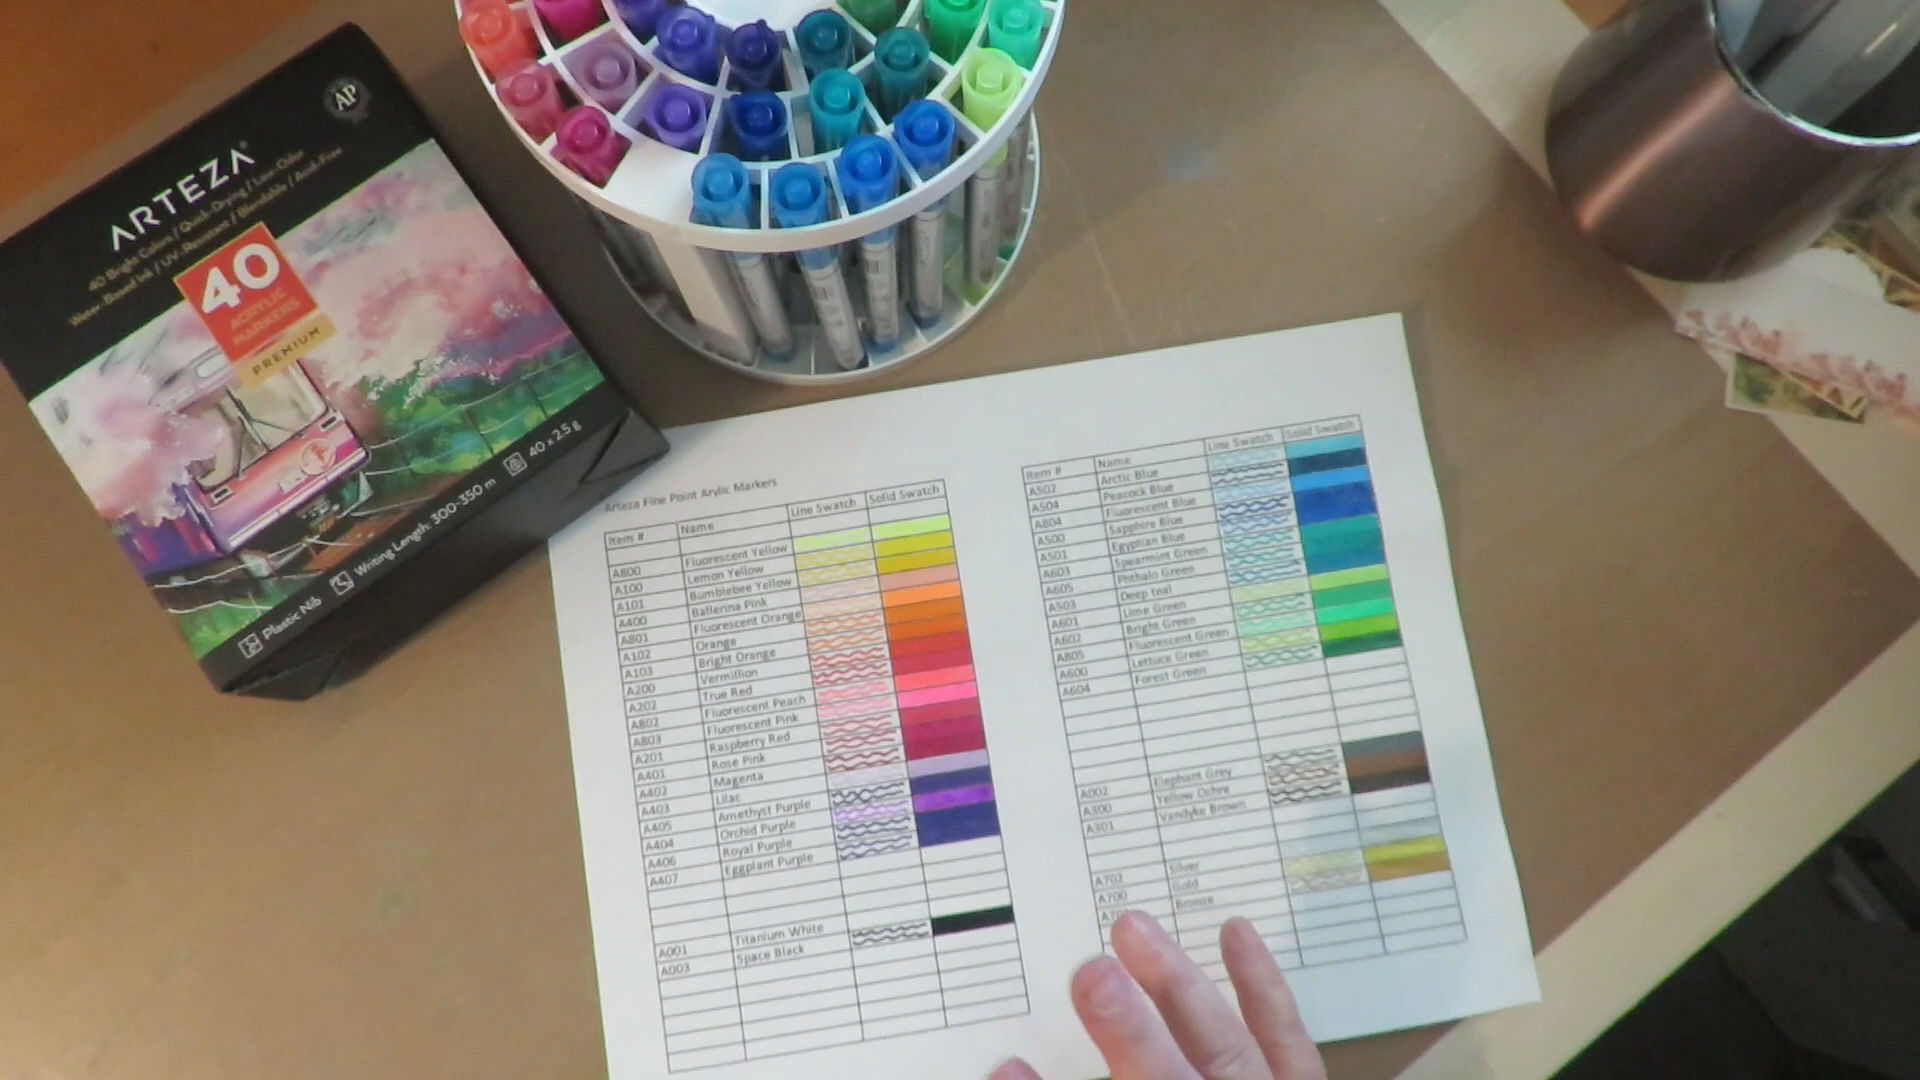 AP
ARTEZA
40 Bright Colors / Quick-Drying / Low-Odor
Water-Based Ink / UV-Resistant / Blendable / Acid-Free
40
ACRYLIC
MARKERS
PREMIUM
Plastic Nib Writing Length: 300-350 m 40 x 2.5 g
Arteza Fine Point Arylic Markers
Item # Name Line Swatch Solid Swatch
A800 Fluorescent Yellow
A100 Lemon Yellow
A101 Bumblebee Yellow
A400 Ballerina Pink
A801 Fluorescent Orange
A102 Orange
A103 Bright Orange
A200 Vermillion
A202 True Red
A802 Fluorescent Peach
A803 Fluorescent Pink
A201 Raspberry Red
A401 Rose Pink
A402 Magenta
A403 Lilac
A405 Amethyst Purple
A404 Orchid Purple
A406 Royal Purple
A407 Eggplant Purple
A001 Titanium White
A003 Space Black
Item # Name Line Swatch Solid Swatch
A502 Arctic Blue
A504 Peacock Blue
A804 Fluorescent Blue
A500 Sapphire Blue
A501 Egyptian Blue
A603 Spearmint Green
A605 Phthalo Green
A503 Deep teal
A601 Lime Green
A602 Bright Green
A805 Fluorescent Green
A600 Lettuce Green
A604 Forest Green
A002 Elephant Grey
A300 Yellow Ochre
A301 Vandyke Brown
A702 Silver
A700 Gold
Bronze